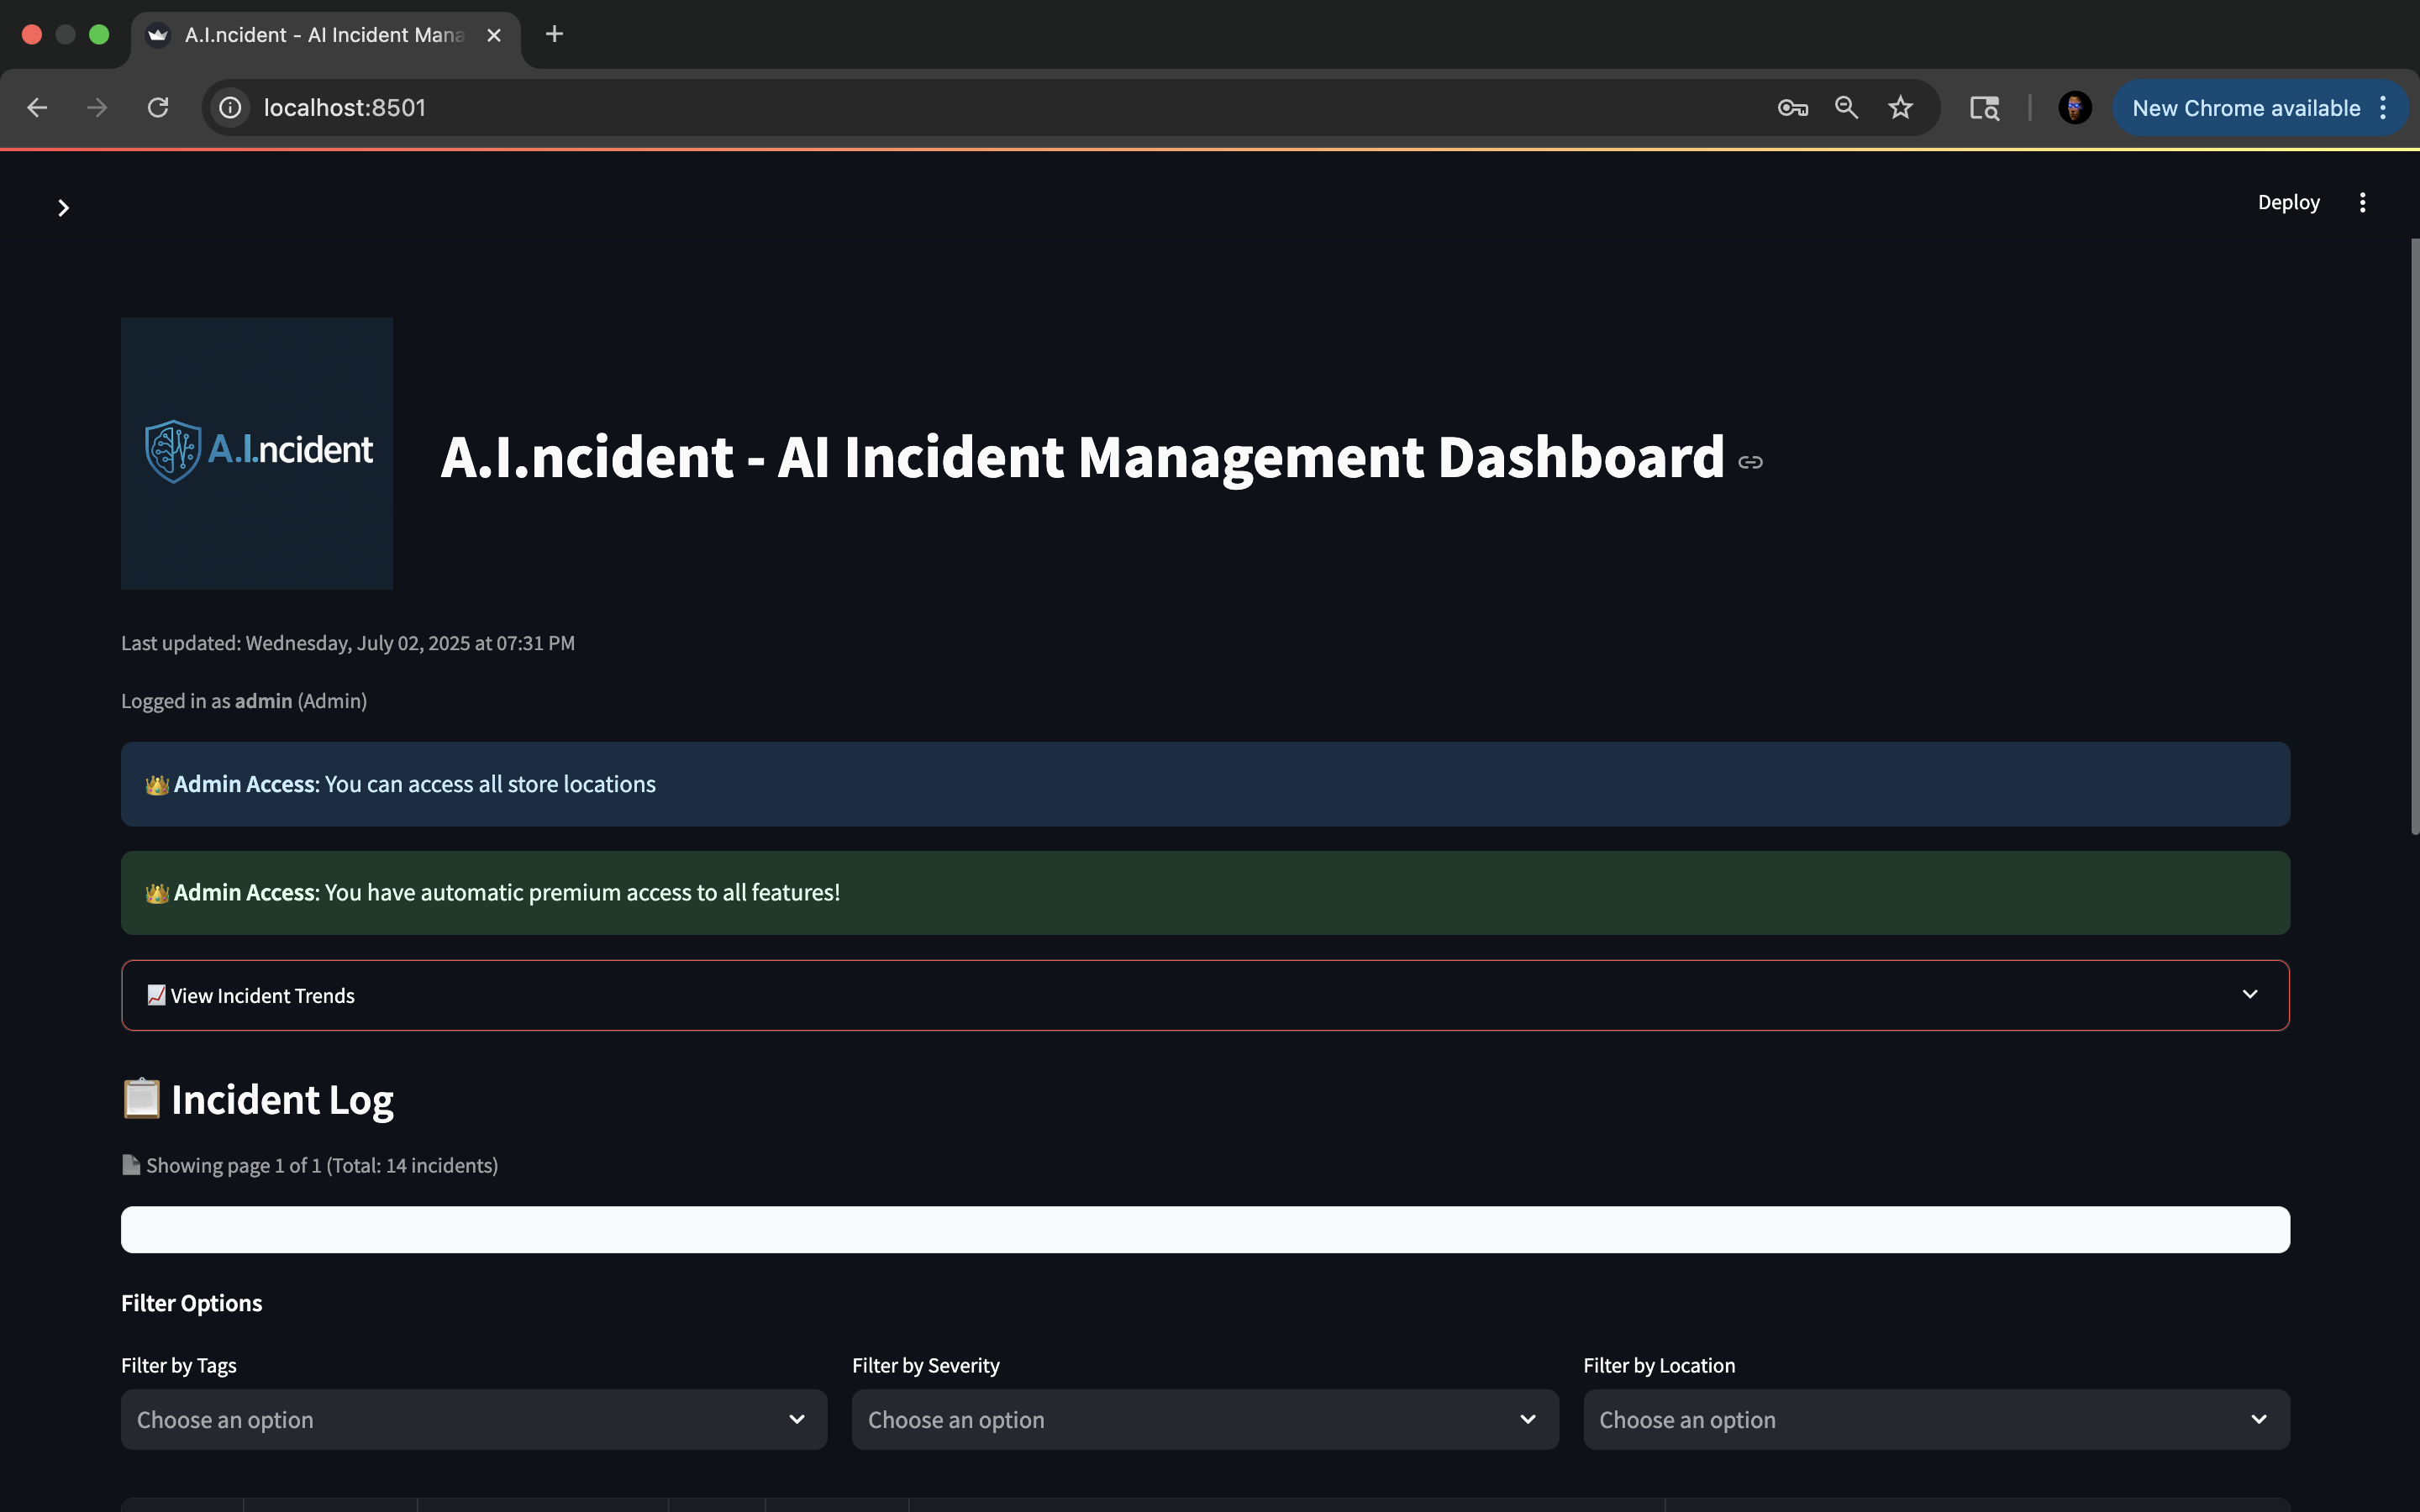 A.I.ncident - AI Incident Mana
localhost:8501
New Chrome available
Deploy
A.I.ncident
A.I.ncident - AI Incident Management Dashboard
Last updated: Wednesday, July 02, 2025 at 07:31 PM
Logged in as admin (Admin)
👑 Admin Access: You can access all store locations
👑 Admin Access: You have automatic premium access to all features!
📈 View Incident Trends
📋 Incident Log
📄 Showing page 1 of 1 (Total: 14 incidents)
Filter Options
Filter by Tags
Filter by Severity
Filter by Location
Choose an option
Choose an option
Choose an option